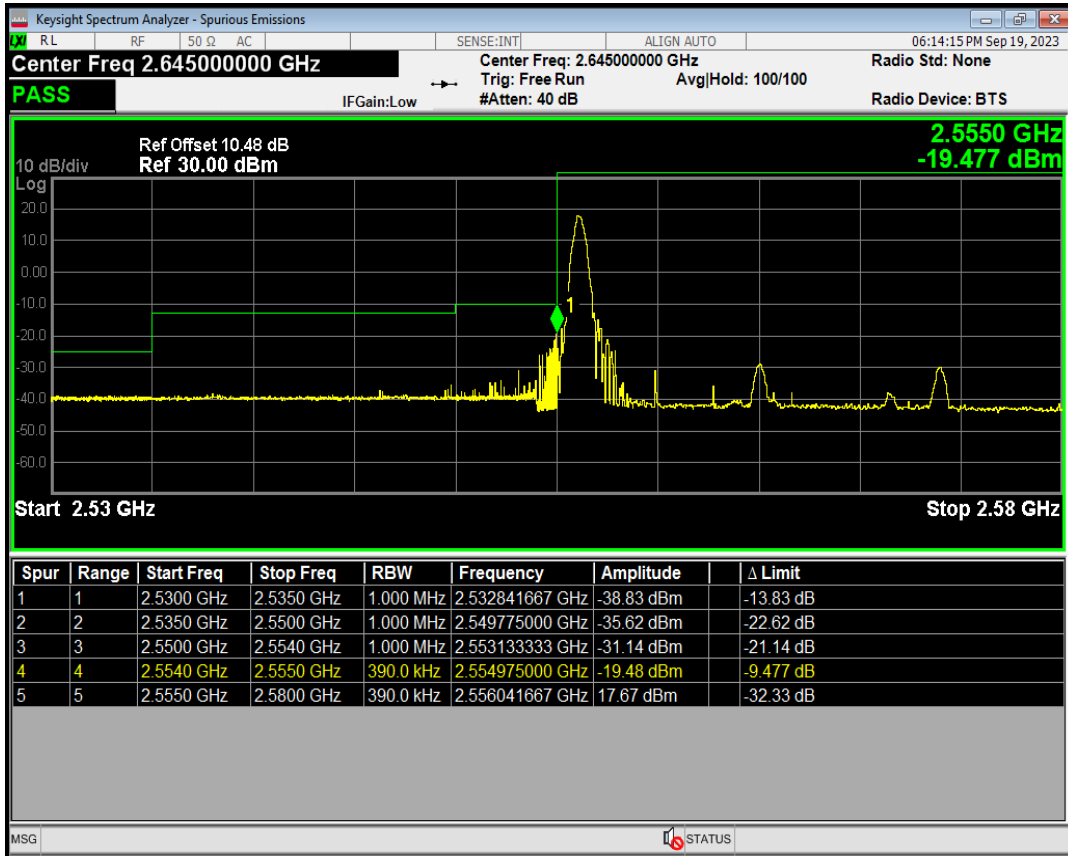 Keysight Spectrum Analyzer - Spurious Emissions
LXI RL RF 50 Ω AC SENSE:INT ALIGN AUTO 06:14:15 PM Sep 19, 2023
Center Freq 2.645000000 GHz Center Freq: 2.645000000 GHz Radio Std: None
Trig: Free Run Avg|Hold: 100/100
PASS IFGain:Low #Atten: 40 dB Radio Device: BTS
Ref Offset 10.48 dB 2.5550 GHz
10 dB/div Ref 30.00 dBm -19.477 dBm
Log
20.0
10.0
0.00
-10.0
1
-20.0
-30.0
-40.0
-50.0
-60.0
Start 2.53 GHz Stop 2.58 GHz
Spur Range Start Freq Stop Freq RBW Frequency Amplitude Δ Limit
1 1 2.5300 GHz 2.5350 GHz 1.000 MHz 2.532841667 GHz -38.83 dBm -13.83 dB
2 2 2.5350 GHz 2.5500 GHz 1.000 MHz 2.549775000 GHz -35.62 dBm -22.62 dB
3 3 2.5500 GHz 2.5540 GHz 1.000 MHz 2.553133333 GHz -31.14 dBm -21.14 dB
4 4 2.5540 GHz 2.5550 GHz 390.0 kHz 2.554975000 GHz -19.48 dBm -9.477 dB
5 5 2.5550 GHz 2.5800 GHz 390.0 kHz 2.556041667 GHz 17.67 dBm -32.33 dB
MSG STATUS